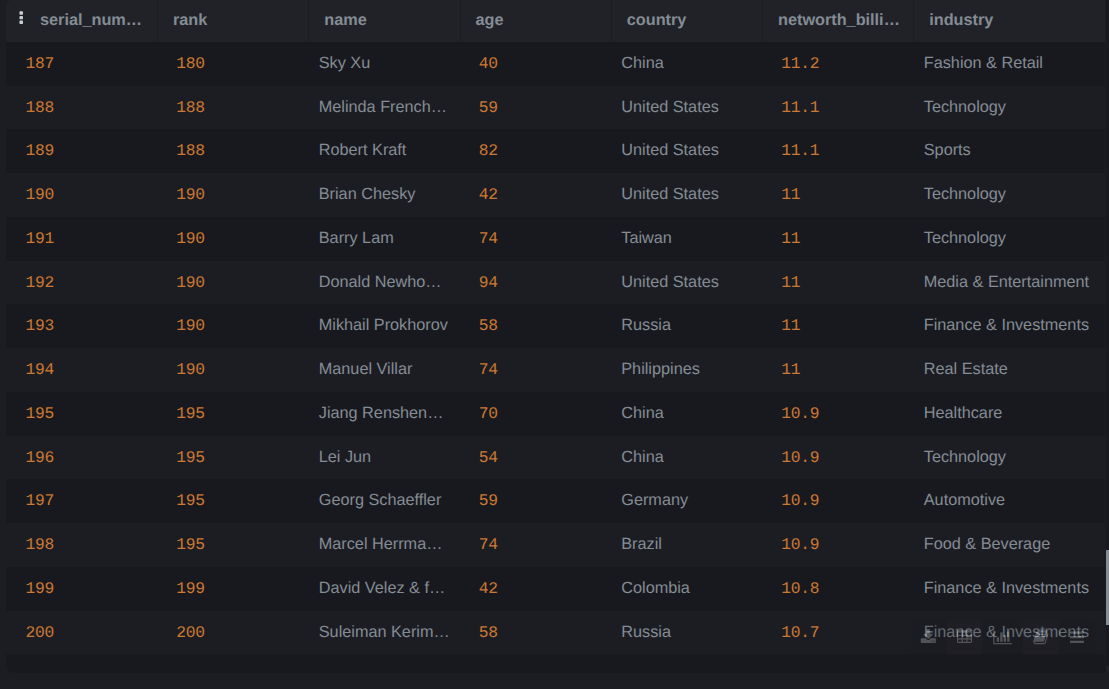 serial_num… rank name age country networth_billi… industry
187 180 Sky Xu 40 China 11.2 Fashion & Retail
188 188 Melinda French… 59 United States 11.1 Technology
189 188 Robert Kraft 82 United States 11.1 Sports
190 190 Brian Chesky 42 United States 11 Technology
191 190 Barry Lam 74 Taiwan 11 Technology
192 190 Donald Newho… 94 United States 11 Media & Entertainment
193 190 Mikhail Prokhorov 58 Russia 11 Finance & Investments
194 190 Manuel Villar 74 Philippines 11 Real Estate
195 195 Jiang Renshen… 70 China 10.9 Healthcare
196 195 Lei Jun 54 China 10.9 Technology
197 195 Georg Schaeffler 59 Germany 10.9 Automotive
198 195 Marcel Herrma… 74 Brazil 10.9 Food & Beverage
199 199 David Velez & f… 42 Colombia 10.8 Finance & Investments
200 200 Suleiman Kerim… 58 Russia 10.7 Finance & Investments